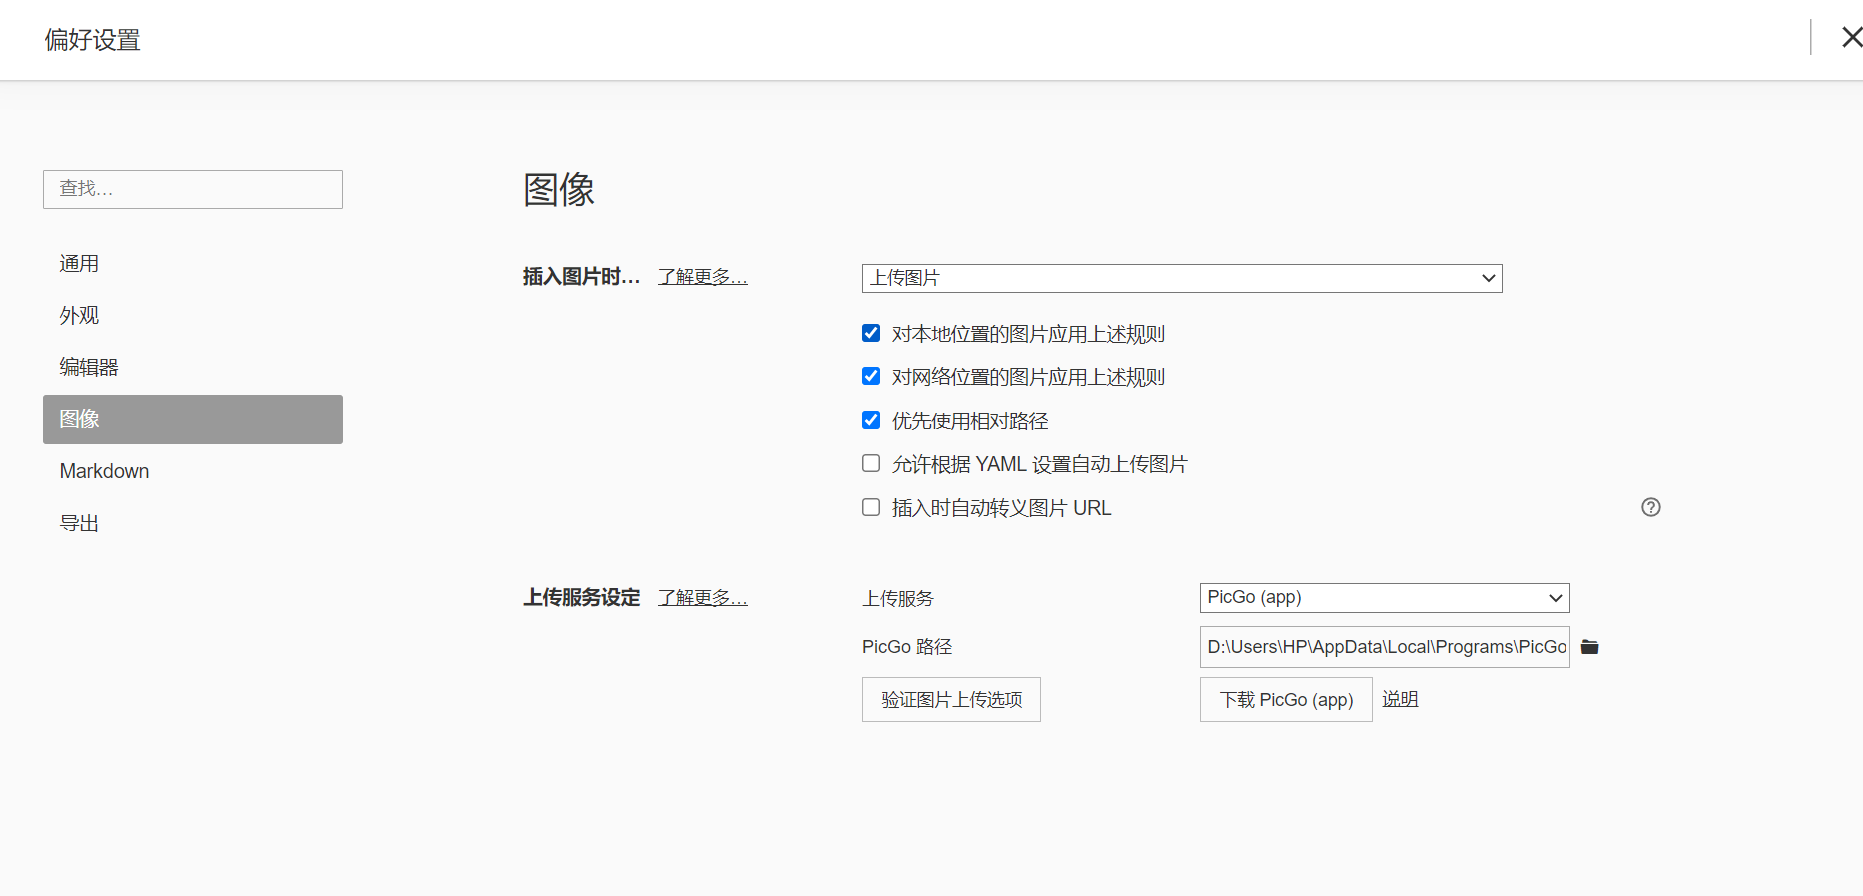 偏好设置
查找…
通用
外观
编辑器
图像
Markdown
导出
图像
插入图片时… 了解更多… 上传图片
对本地位置的图片应用上述规则
对网络位置的图片应用上述规则
优先使用相对路径
允许根据 YAML 设置自动上传图片
插入时自动转义图片 URL
上传服务设定 了解更多… 上传服务 PicGo (app)
PicGo 路径 D:\Users\HP\AppData\Local\Programs\PicGo
验证图片上传选项 下载 PicGo (app) 说明